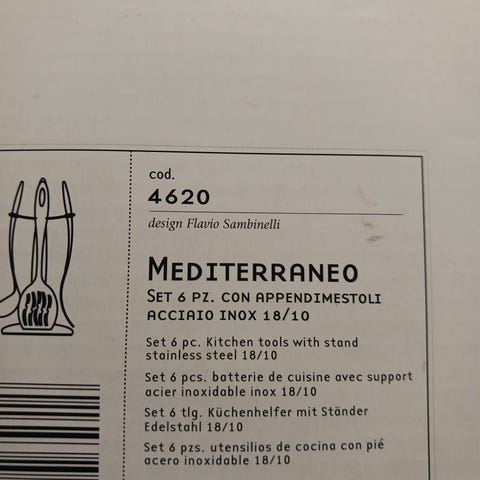 cod.
4620
design Flavio Sambinelli
MEDITERRANEO
SET 6 PZ. CON APPENDIMESTOLI
ACCIAIO INOX 18/10
Set 6 pc. Kitchen tools with stand
stainless steel 18/10
Set 6 pcs. batterie de cuisine avec support
acier inoxidable inox 18/10
Set 6 tlg. Küchenhelfer mit Ständer
Edelstahl 18/10
Set 6 pzs. utensilios de cocina con pié
acero inoxidable 18/10